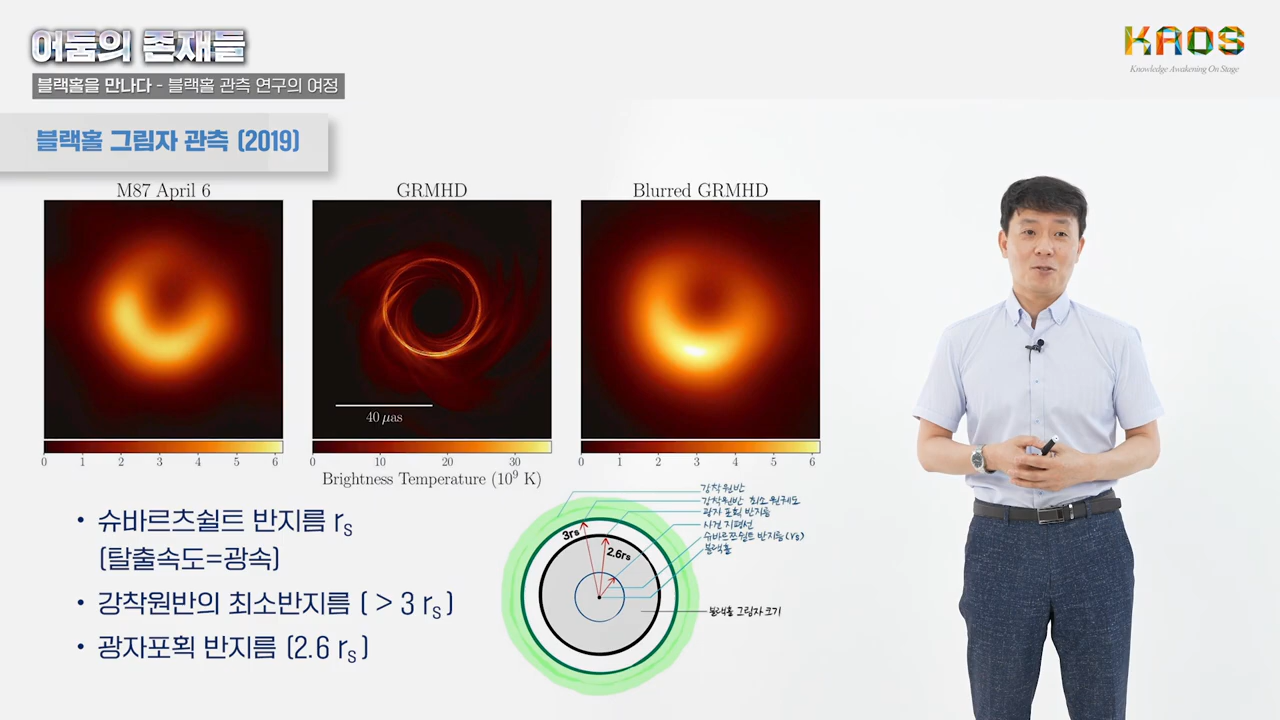 어둠의 존재들
블랙홀을 만나다 - 블랙홀 관측 연구의 여정
KAOS
Knowledge Awakening On Stage
블랙홀 그림자 관측 (2019)
M87 April 6
GRMHD
Blurred GRMHD
40 μas
0 1 2 3 4 5 6
0 10 20 30
0 1 2 3 4 5 6
Brightness Temperature (10⁹ K)
• 슈바르츠쉴트 반지름 rS
(탈출속도=광속)
• 강착원반의 최소반지름 ( > 3 rS )
• 광자포획 반지름 (2.6 rS )
강착원반
강착원반 최소 원궤도
광자 포획 반지름
사건 지평선
슈바르쯔쉴트 반지름(rs)
블랙홀
3rs
2.6rs
블랙홀 그림자 크기